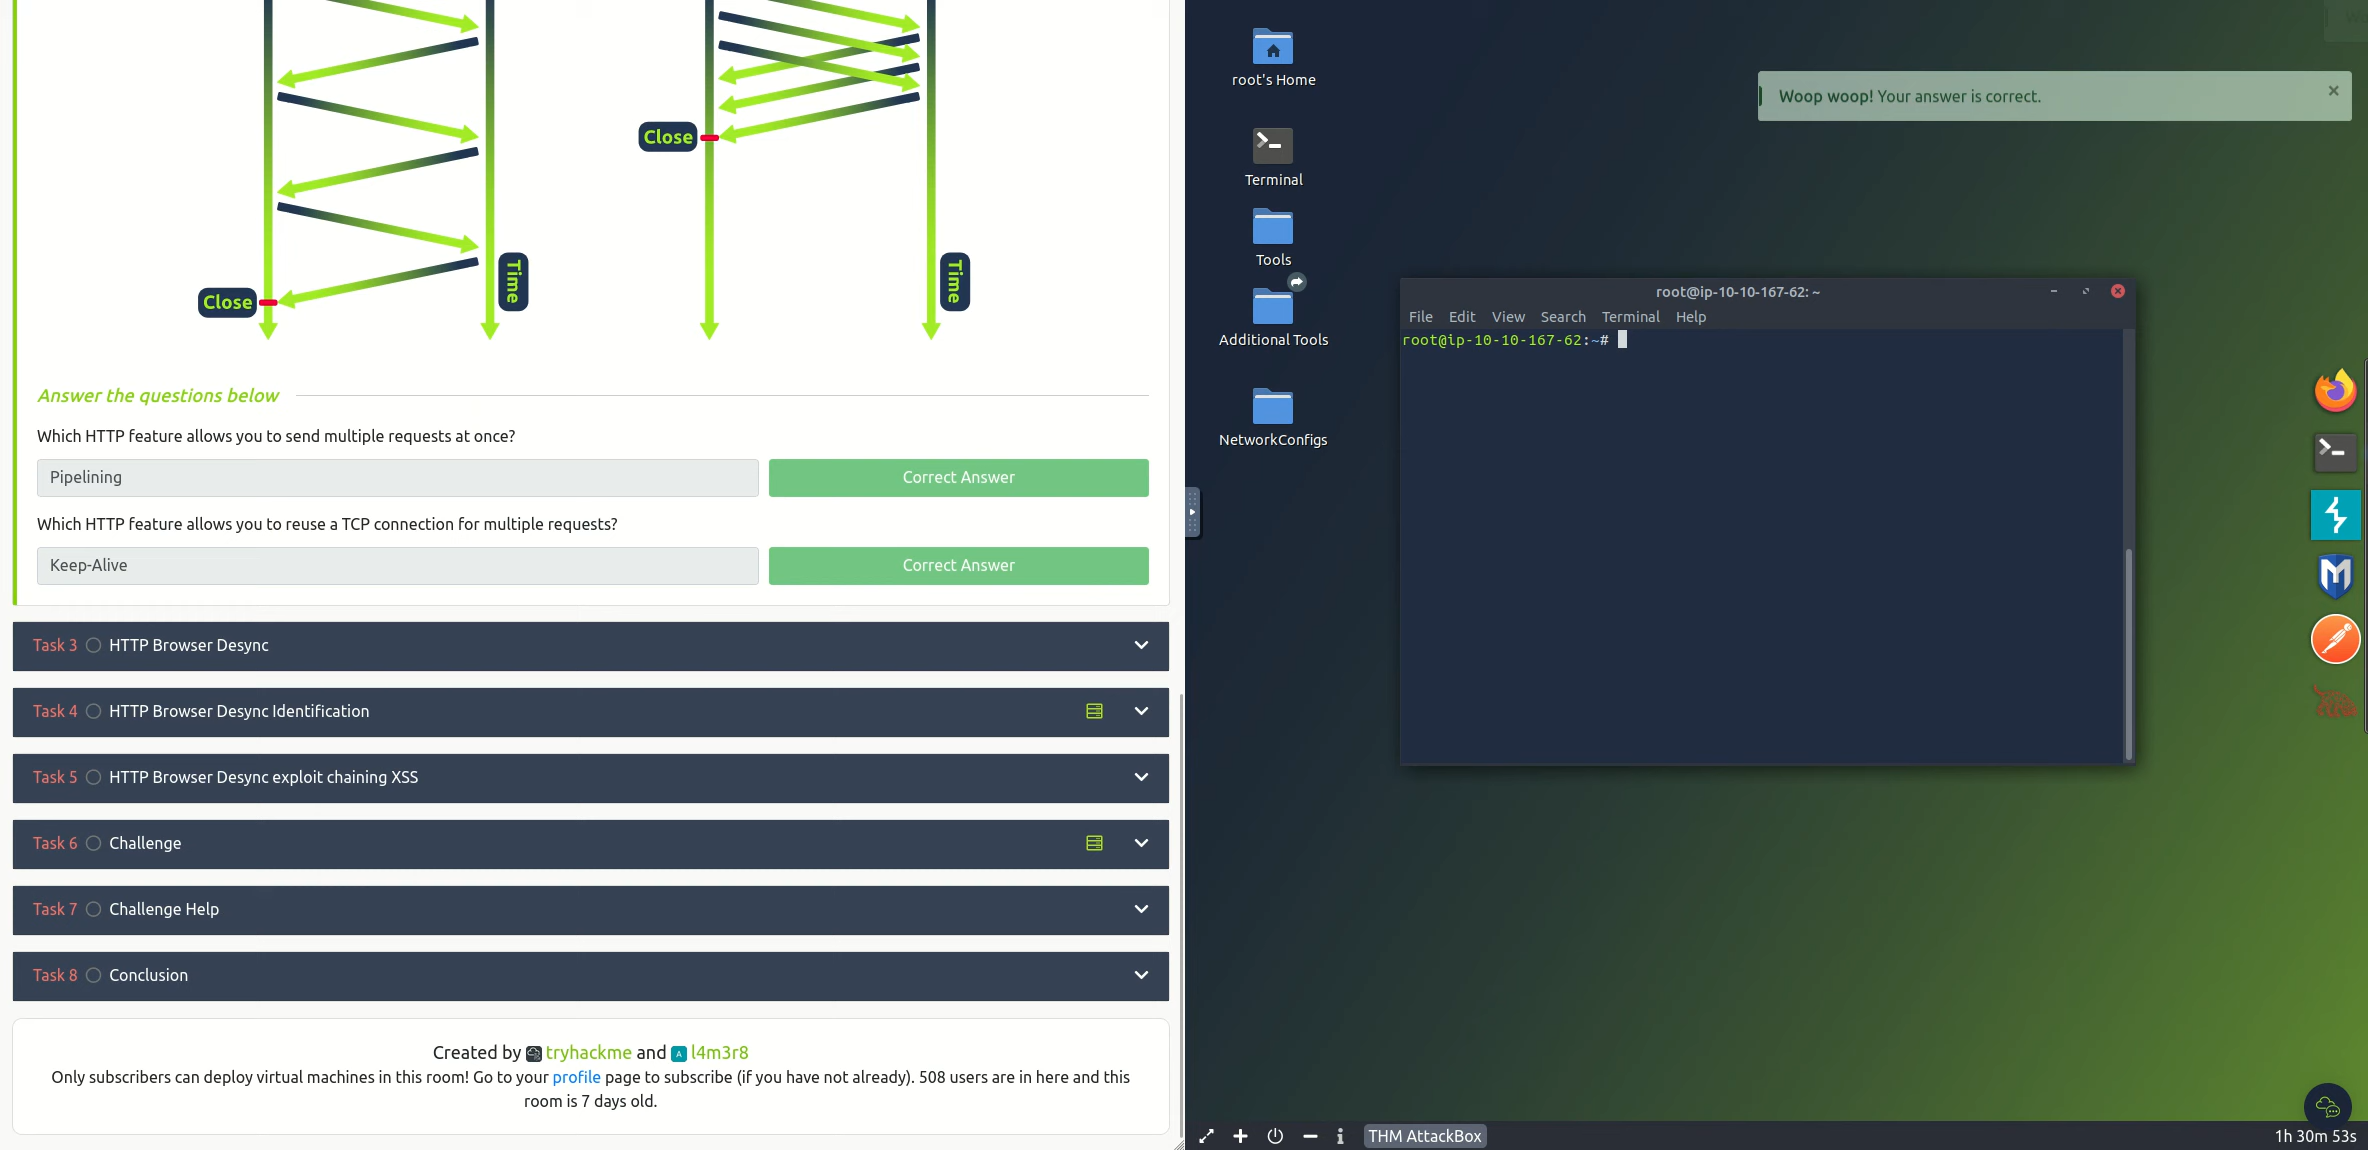 Close
Time
Close
Time
Answer the questions below
Which HTTP feature allows you to send multiple requests at once?
Pipelining
Correct Answer
Which HTTP feature allows you to reuse a TCP connection for multiple requests?
Keep-Alive
Correct Answer
Task 3 HTTP Browser Desync
Task 4 HTTP Browser Desync Identification
Task 5 HTTP Browser Desync exploit chaining XSS
Task 6 Challenge
Task 7 Challenge Help
Task 8 Conclusion
Created by tryhackme and l4m3r8
Only subscribers can deploy virtual machines in this room! Go to your profile page to subscribe (if you have not already). 508 users are in here and this
room is 7 days old.
root's Home
Terminal
Tools
Additional Tools
NetworkConfigs
Woop woop! Your answer is correct.
root@ip-10-10-167-62: ~
File Edit View Search Terminal Help
root@ip-10-10-167-62:~#
THM AttackBox
1h 30m 53s